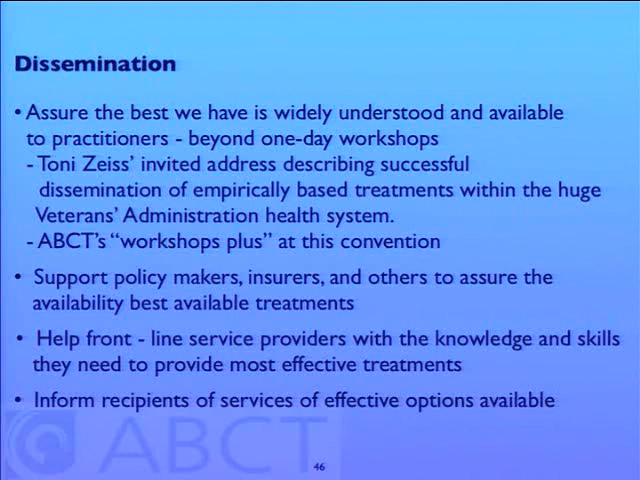 Dissemination
• Assure the best we have is widely understood and available
to practitioners - beyond one-day workshops
- Toni Zeiss' invited address describing successful
dissemination of empirically based treatments within the huge
Veterans' Administration health system.
- ABCT's "workshops plus" at this convention
• Support policy makers, insurers, and others to assure the
availability best available treatments
• Help front - line service providers with the knowledge and skills
they need to provide most effective treatments
• Inform recipients of services of effective options available
ABCT
46